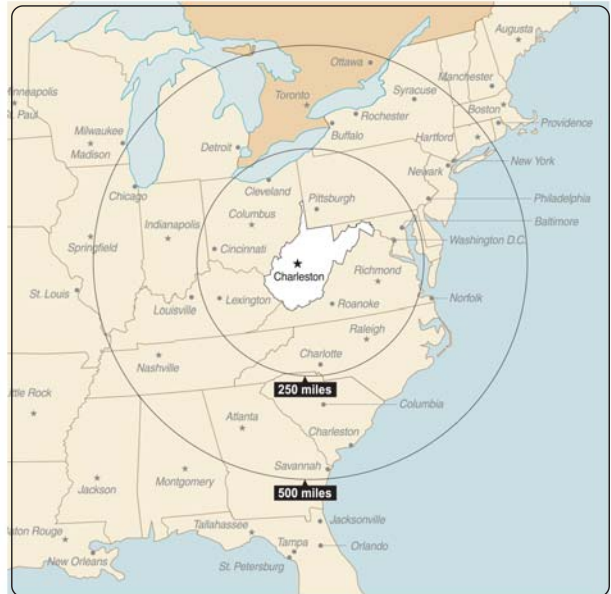 Augusta
Ottawa
Minneapolis
St. Paul
Manchester
Toronto
Syracuse
Rochester
Boston
Milwaukee
Buffalo
Hartford
Providence
Madison
Detroit
New York
Newark
Chicago
Cleveland
Pittsburgh
Philadelphia
Columbus
Baltimore
Indianapolis
Springfield
Cincinnati
Washington D.C.
Charleston
Richmond
St. Louis
Lexington
Roanoke
Norfolk
Louisville
Raleigh
Nashville
Charlotte
250 miles
Little Rock
Columbia
Atlanta
Charleston
Savannah
Jackson
Montgomery
500 miles
Tallahassee
Jacksonville
Baton Rouge
Tampa
Orlando
New Orleans
St. Petersburg